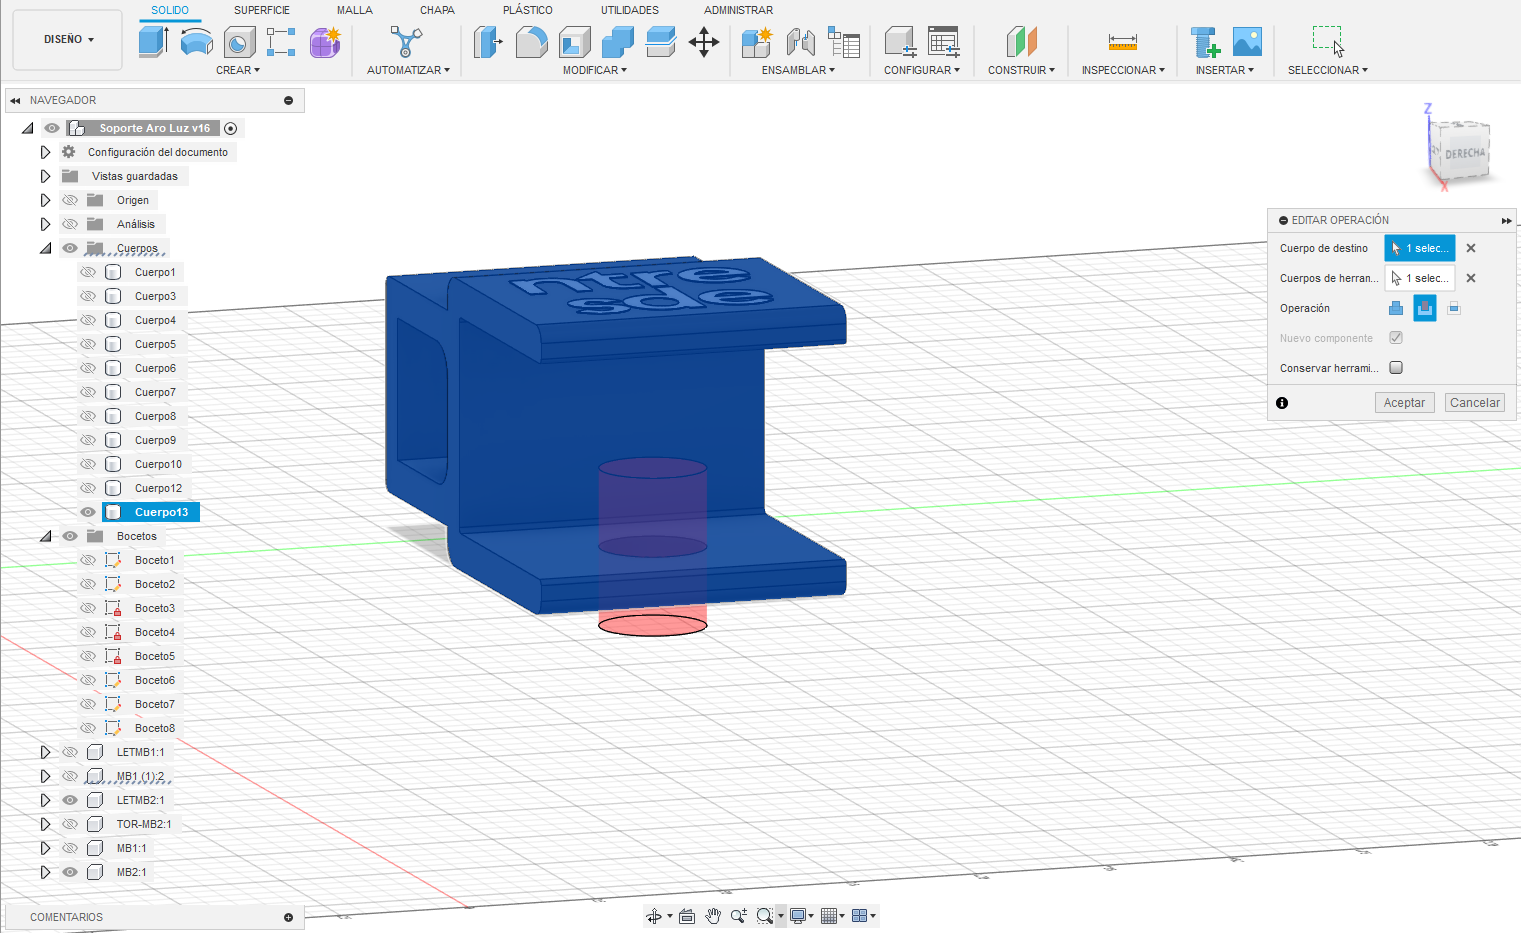 SÓLIDO SUPERFICIE MALLA CHAPA PLÁSTICO UTILIDADES ADMINISTRAR
DISEÑO
CREAR AUTOMATIZAR MODIFICAR ENSAMBLAR CONFIGURAR CONSTRUIR INSPECCIONAR INSERTAR SELECCIONAR
NAVEGADOR
Soporte Aro Luz v16
Configuración del documento
Vistas guardadas
Origen
Análisis
Cuerpos
Cuerpo1
Cuerpo3
Cuerpo4
Cuerpo5
Cuerpo6
Cuerpo7
Cuerpo8
Cuerpo9
Cuerpo10
Cuerpo12
Cuerpo13
Bocetos
Boceto1
Boceto2
Boceto3
Boceto4
Boceto5
Boceto6
Boceto7
Boceto8
LETMB1:1
MB1 (1):2
LETMB2:1
TOR-MB2:1
MB1:1
MB2:1
COMENTARIOS
ntre
sde
Z
DERECHA
X
EDITAR OPERACIÓN
Cuerpo de destino 1 selec...
Cuerpos de herran... 1 selec...
Operación
Nuevo componente
Conservar herrami...
Aceptar Cancelar